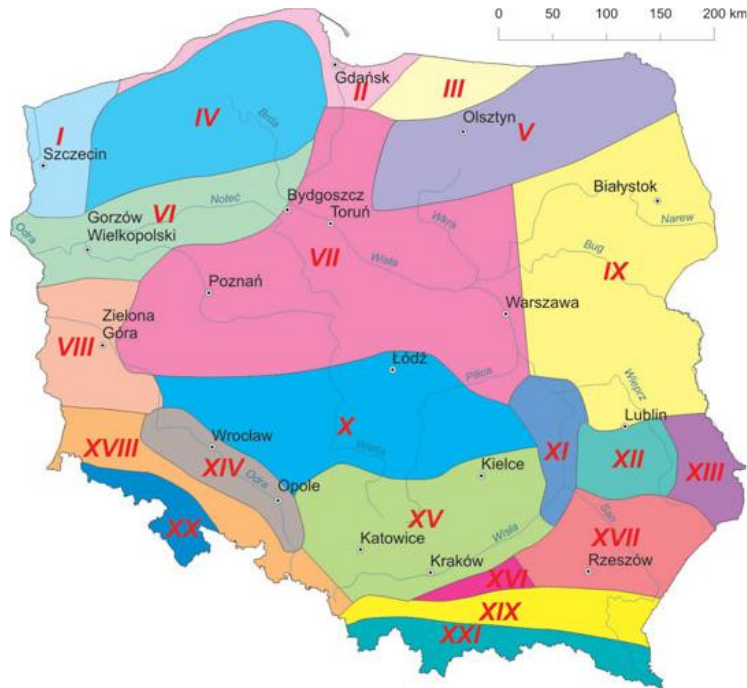 0 50 100 150 200 km
Gdańsk
II
III
IV
I
Brda
Olsztyn
V
Szczecin
Białystok
Bydgoszcz
Toruń
VI
Noteć
Gorzów
Wielkopolski
Odra
Wkra
Narew
VII
Wisła
Bug
IX
Poznań
Warszawa
Zielona
Góra
VIII
Łódź
Pilica
Wieprz
Lublin
X
Wrocław
XVIII
XIV
Odra
Warta
Kielce
XI
XII
XIII
Opole
XX
XV
Wisła
San
XVII
Katowice
Kraków
Rzeszów
XVI
XIX
XXI